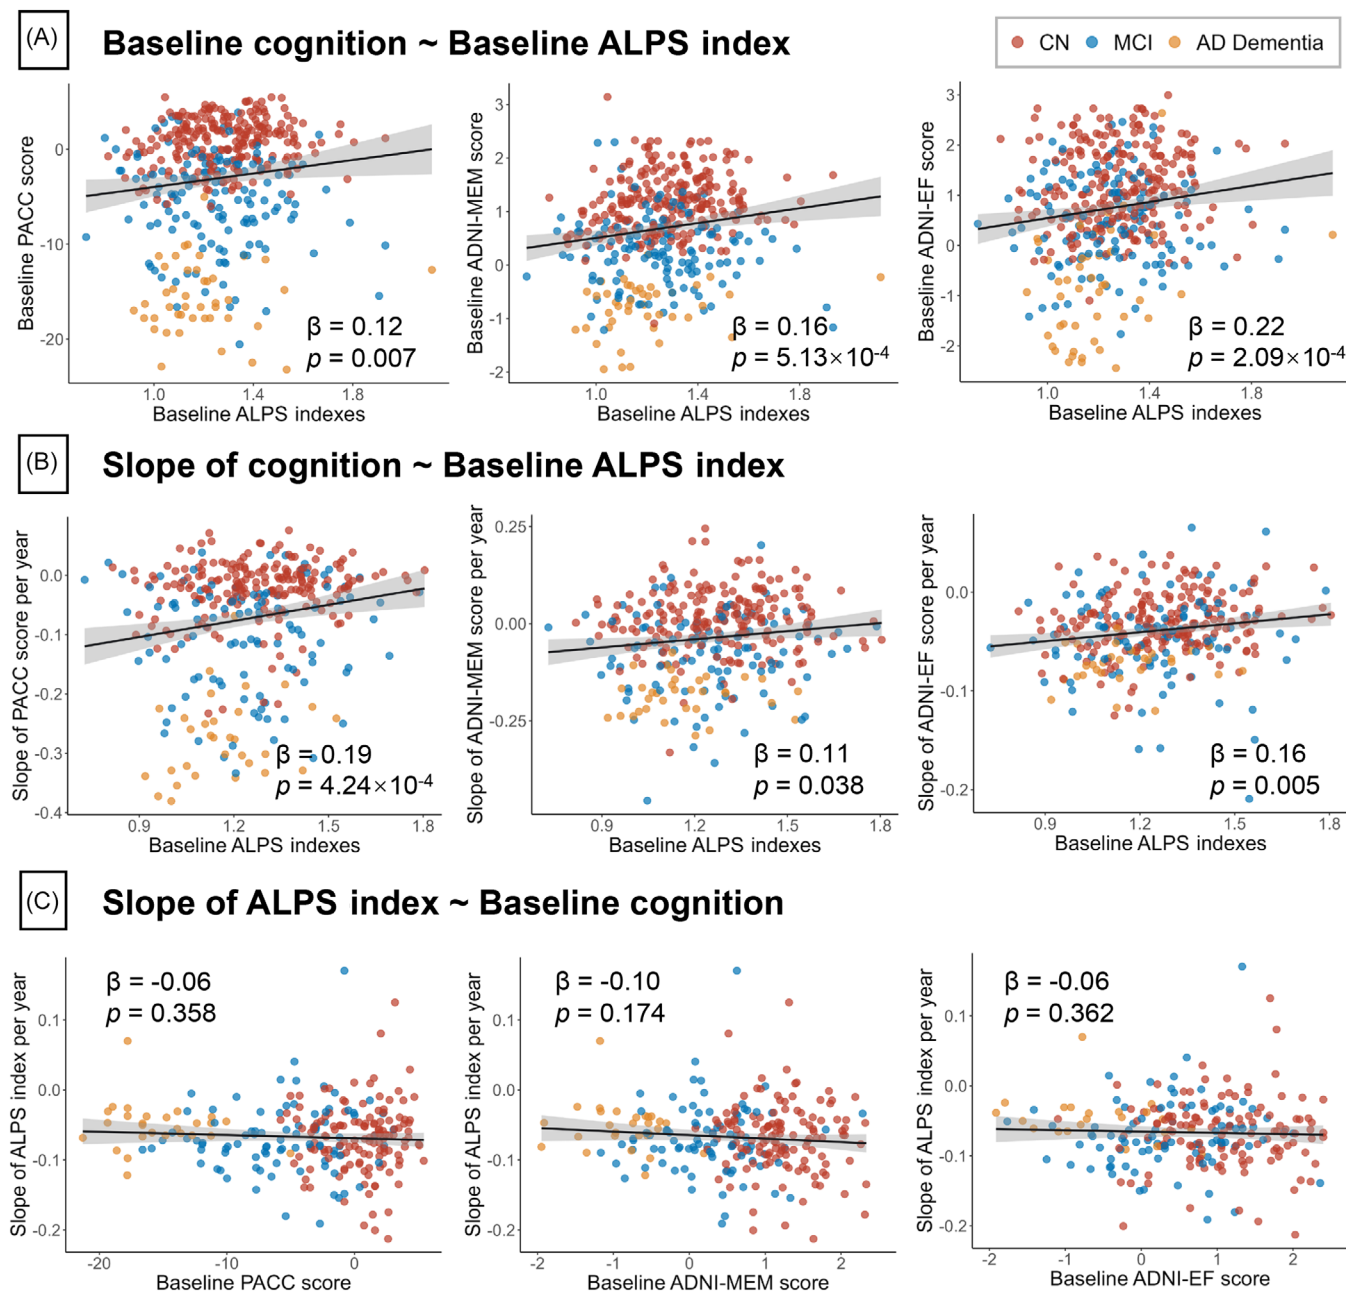 (A)
Baseline cognition ~ Baseline ALPS index
CN MCI AD Dementia
Baseline PACC score
0
-10
-20
1.0 1.4 1.8
Baseline ALPS indexes
β = 0.12
p = 0.007
Baseline ADNI-MEM score
3
2
1
0
-1
-2
1.0 1.4 1.8
Baseline ALPS indexes
β = 0.16
p = 5.13×10-4
Baseline ADNI-EF score
3
2
1
0
-1
-2
1.0 1.4 1.8
Baseline ALPS indexes
β = 0.22
p = 2.09×10-4
(B)
Slope of cognition ~ Baseline ALPS index
Slope of PACC score per year
0.0
-0.1
-0.2
-0.3
-0.4
0.9 1.2 1.5 1.8
Baseline ALPS indexes
β = 0.19
p = 4.24×10-4
Slope of ADNI-MEM score per year
0.25
0.00
-0.25
0.9 1.2 1.5 1.8
Baseline ALPS indexes
β = 0.11
p = 0.038
Slope of ADNI-EF score per year
0.0
-0.1
-0.2
0.9 1.2 1.5 1.8
Baseline ALPS indexes
β = 0.16
p = 0.005
(C)
Slope of ALPS index ~ Baseline cognition
Slope of ALPS index per year
0.1
0.0
-0.1
-0.2
-20 -10 0
Baseline PACC score
β = -0.06
p = 0.358
Slope of ALPS index per year
0.1
0.0
-0.1
-0.2
-2 -1 0 1 2
Baseline ADNI-MEM score
β = -0.10
p = 0.174
Slope of ALPS index per year
0.1
0.0
-0.1
-0.2
-2 -1 0 1 2
Baseline ADNI-EF score
β = -0.06
p = 0.362